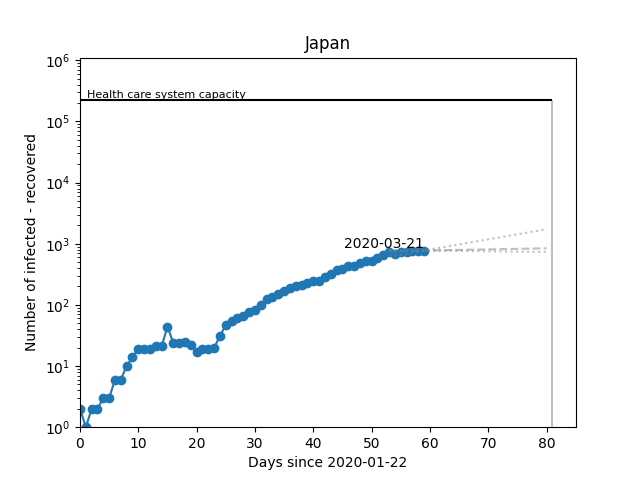 Japan
10⁶
10⁵
10⁴
10³
10²
10¹
10⁰
Number of infected - recovered
Health care system capacity
2020-03-21
0 10 20 30 40 50 60 70 80
Days since 2020-01-22